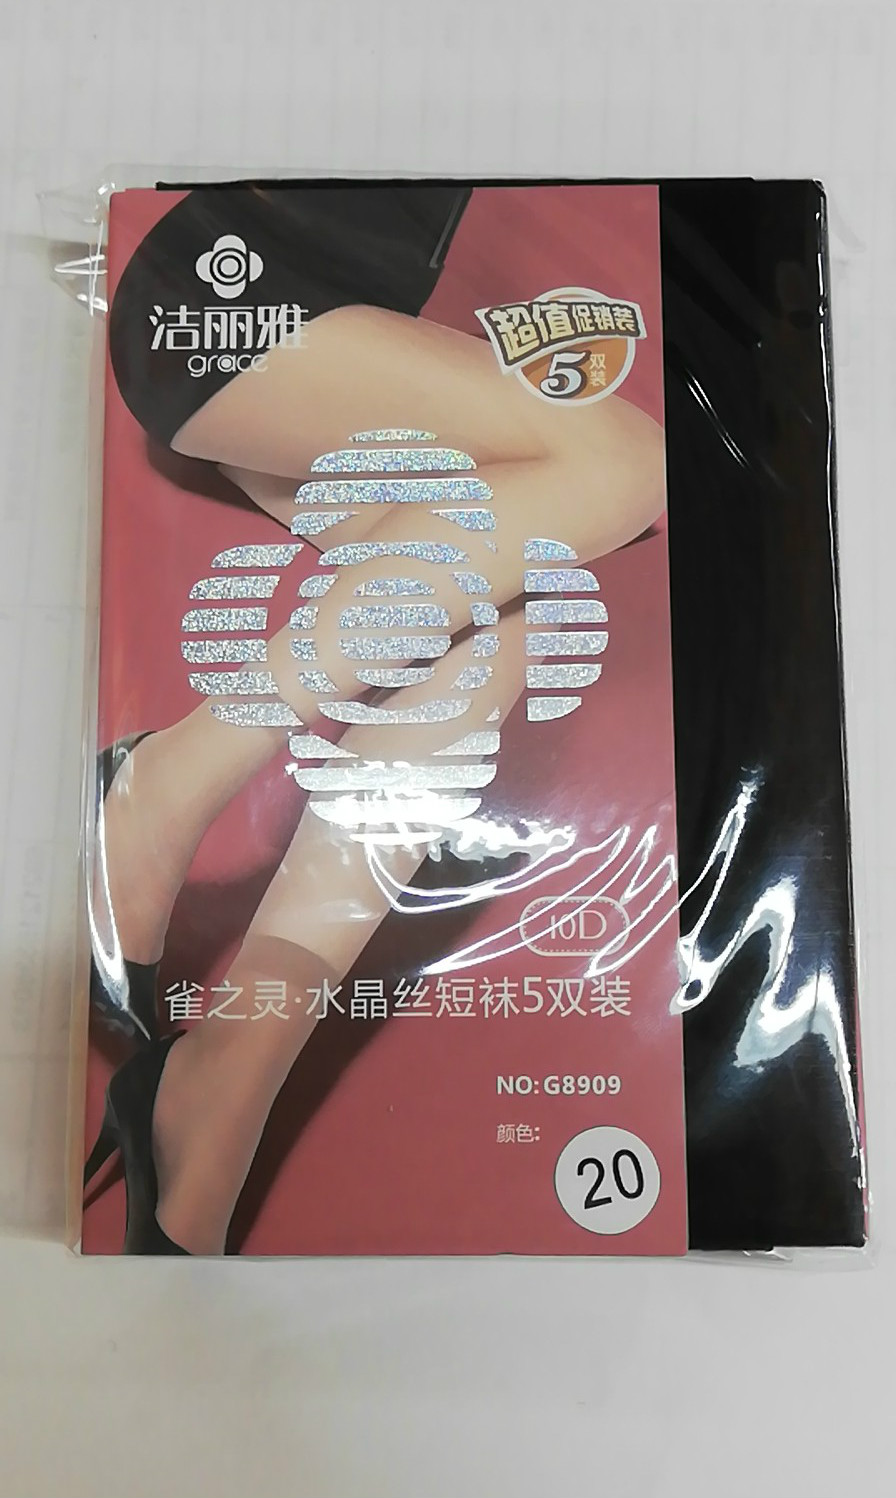 洁丽雅
grace
超值促销装
5双装
10D
雀之灵·水晶丝短袜5双装
NO:G8909
颜色:
20